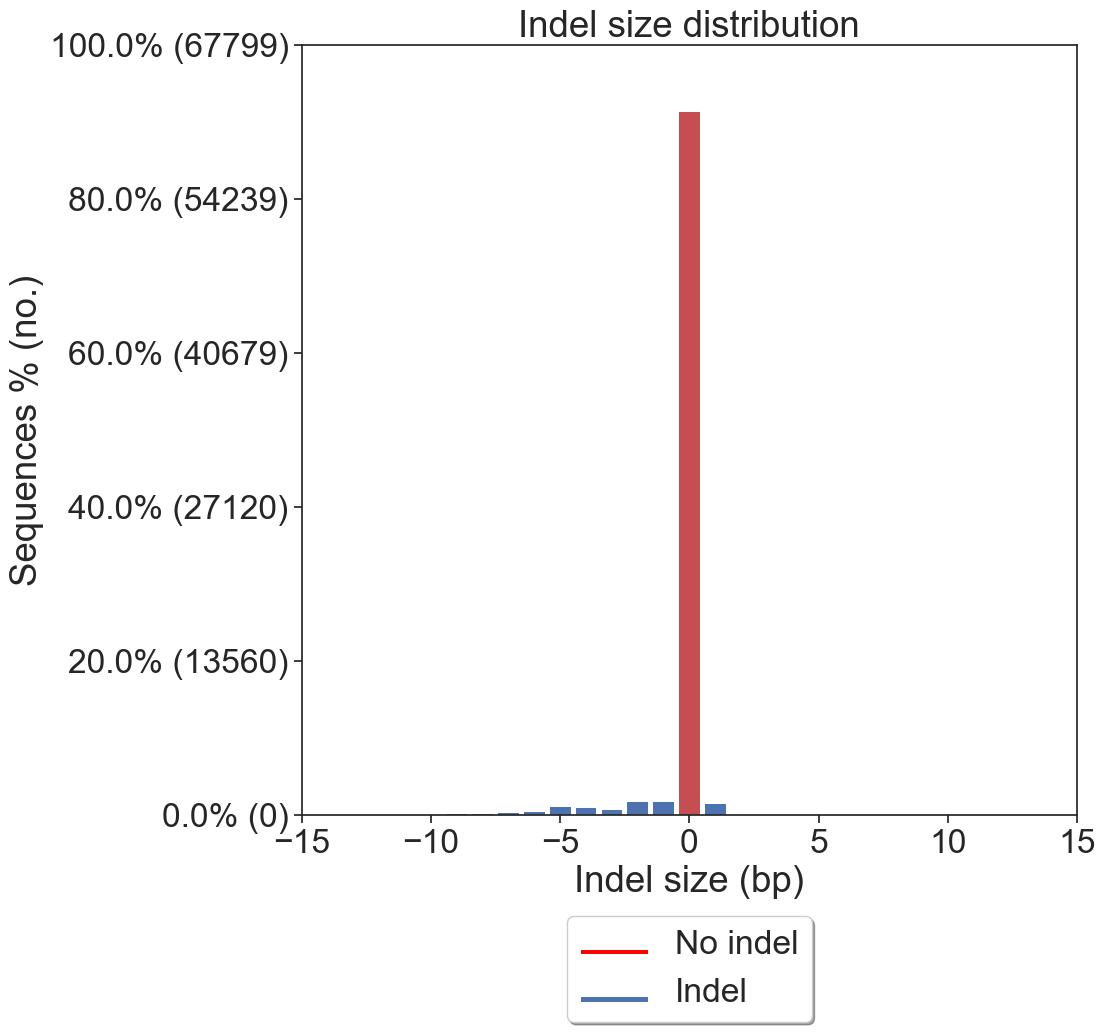 Indel size distribution
100.0% (67799)
80.0% (54239)
60.0% (40679)
40.0% (27120)
20.0% (13560)
0.0% (0)
Sequences % (no.)
−15 −10 −5 0 5 10 15
Indel size (bp)
No indel
Indel